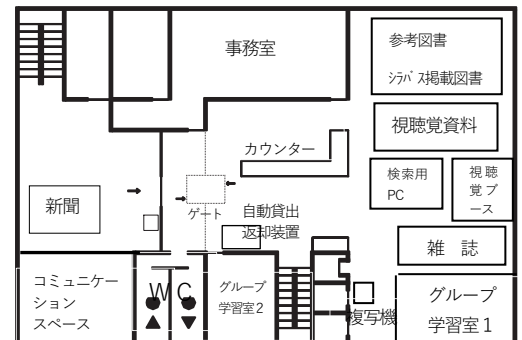 事務室
参考図書
シラバス掲載図書
視聴覚資料
カウンター
検索用
PC
視聴
覚ブ
ース
新聞
ゲート
自動貸出
返却装置
雑 誌
コミュニケー
ション
スペース
WC
グループ
学習室2
複写機
グループ
学習室1